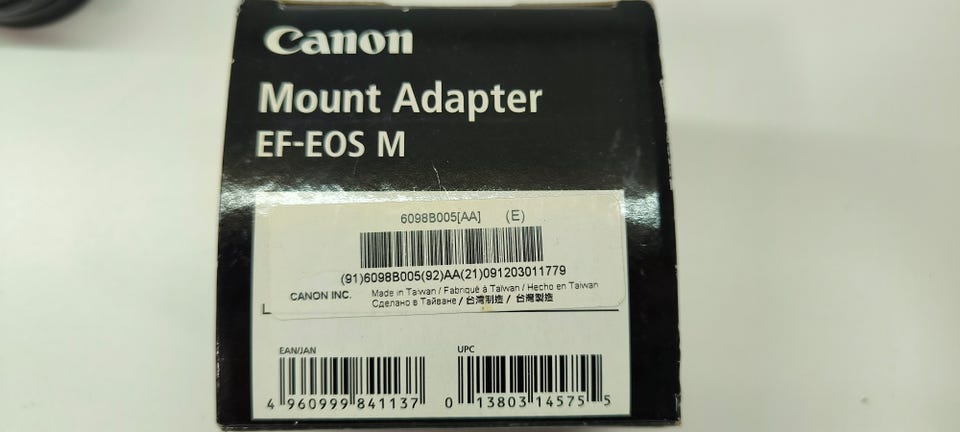 Canon
Mount Adapter
EF-EOS M
6098B005[AA] (E)
(91)6098B005(92)AA(21)091203011779
CANON INC. Made in Taiwan / Fabriqué à Taïwan / Hecho en Taiwan
Сделано в Тайване / 台湾制造 / 台灣製造
EAN/JAN UPC
4 960999 841137 0 13803 14575 5